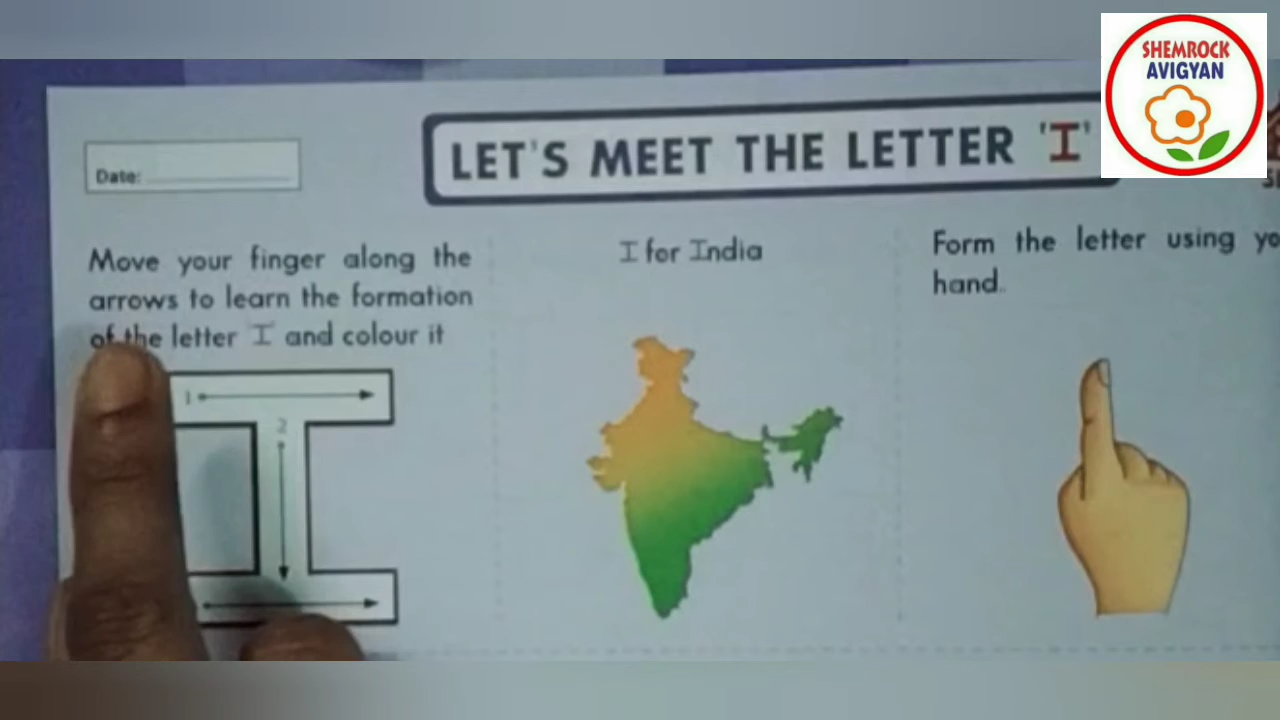 SHEMROCK
AVIGYAN
LET'S MEET THE LETTER 'I'
Date:
Move your finger along the
arrows to learn the formation
of the letter I and colour it
1
2
I for India
Form the letter using
hand.